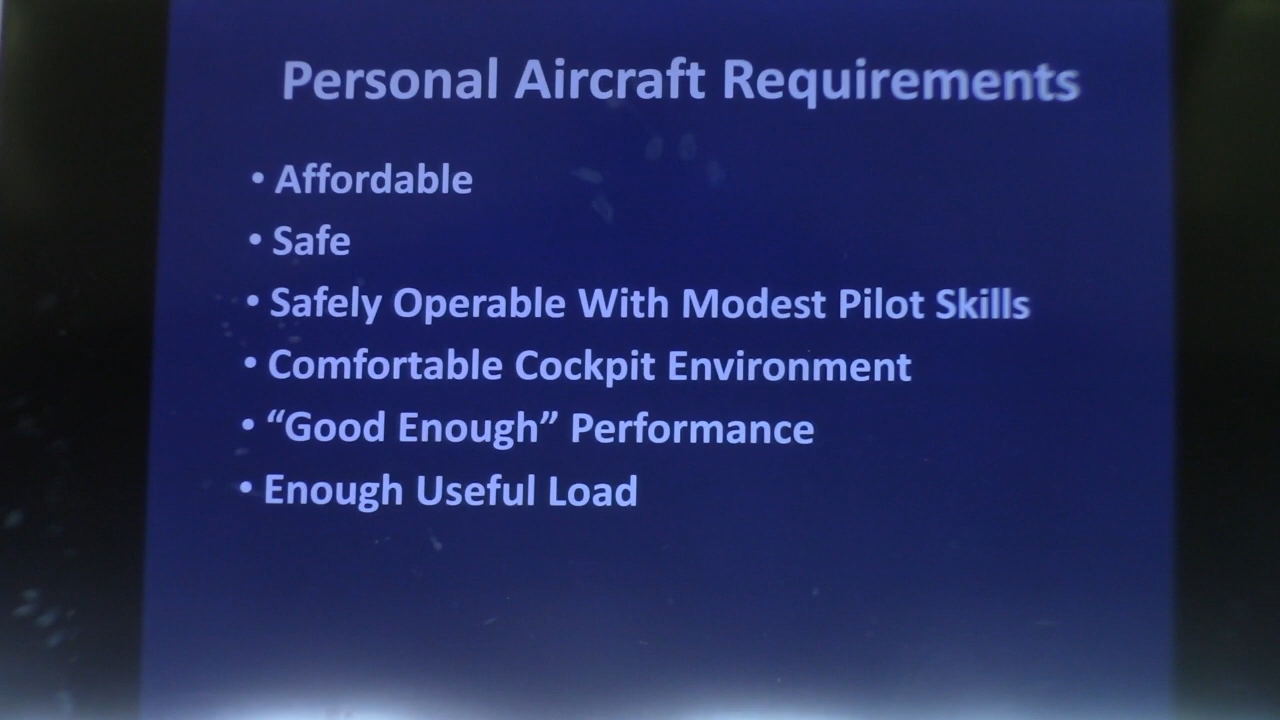 Personal Aircraft Requirements
• Affordable
• Safe
• Safely Operable With Modest Pilot Skills
• Comfortable Cockpit Environment
• “Good Enough” Performance
• Enough Useful Load